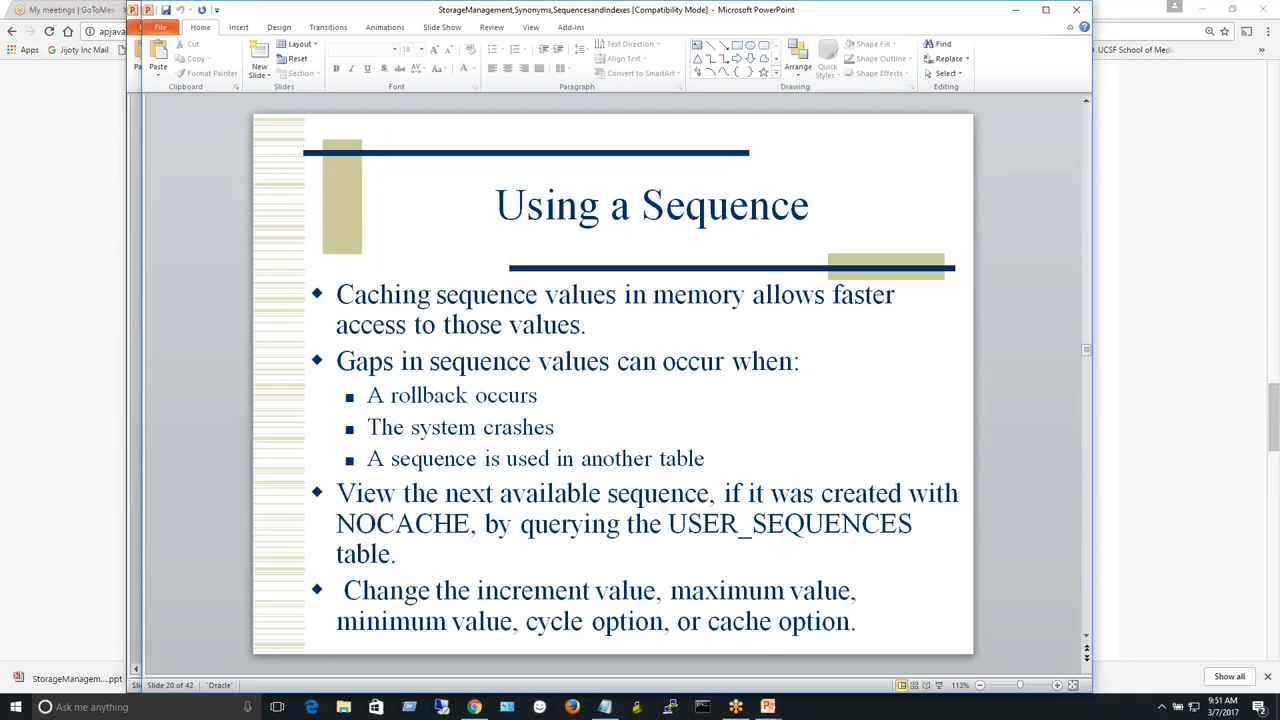 My meetings | GoToMee
StorageManagement,Synonyms,SequencesandIndexes [Compatibility Mode] - Microsoft PowerPoint
File Home Insert Design Transitions Animations Slide Show Review View Add-Ins
apjava.
Apps Jigity Inc Mail
UCSF School of Medi
Paste
Cut
Copy
Format Painter
Clipboard
New
Slide
Layout
Reset
Section
Slides
18
Font
Text Direction
Align Text
Convert to SmartArt
Paragraph
Arrange
Quick
Styles
Shape Fill
Shape Outline
Shape Effects
Drawing
Find
Replace
Select
Editing
Using a Sequence
Caching sequence values in memory allows faster
access to those values.
Gaps in sequence values can occur when:
A rollback occurs
The system crashes
A sequence is used in another table
View the next available sequence, if it was created with
NOCACHE, by querying the USER_SEQUENCES
table.
Change the increment value, maximum value,
minimum value, cycle option, or cache option.
StorageManagem....ppt
Show all
Slide 20 of 42 "Oracle" 113%
Ask me anything
9:51 AM
3/7/2017